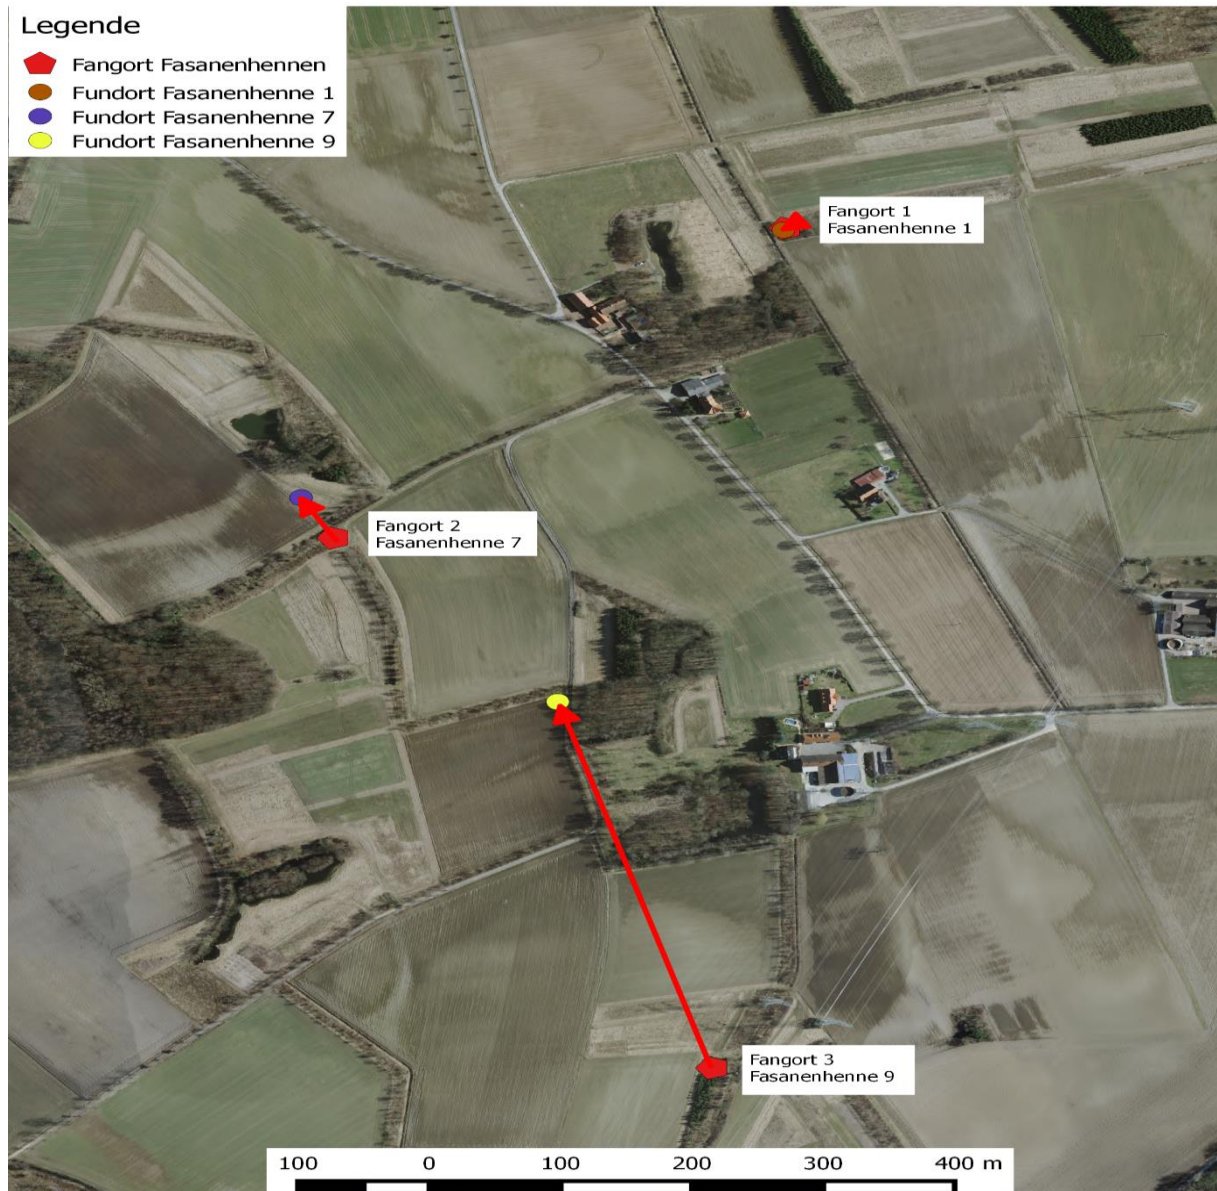 Legende
Fangort Fasanenhennen
Fundort Fasanenhenne 1
Fundort Fasanenhenne 7
Fundort Fasanenhenne 9
Fangort 1
Fasanenhenne 1
Fangort 2
Fasanenhenne 7
Fangort 3
Fasanenhenne 9
100 0 100 200 300 400 m